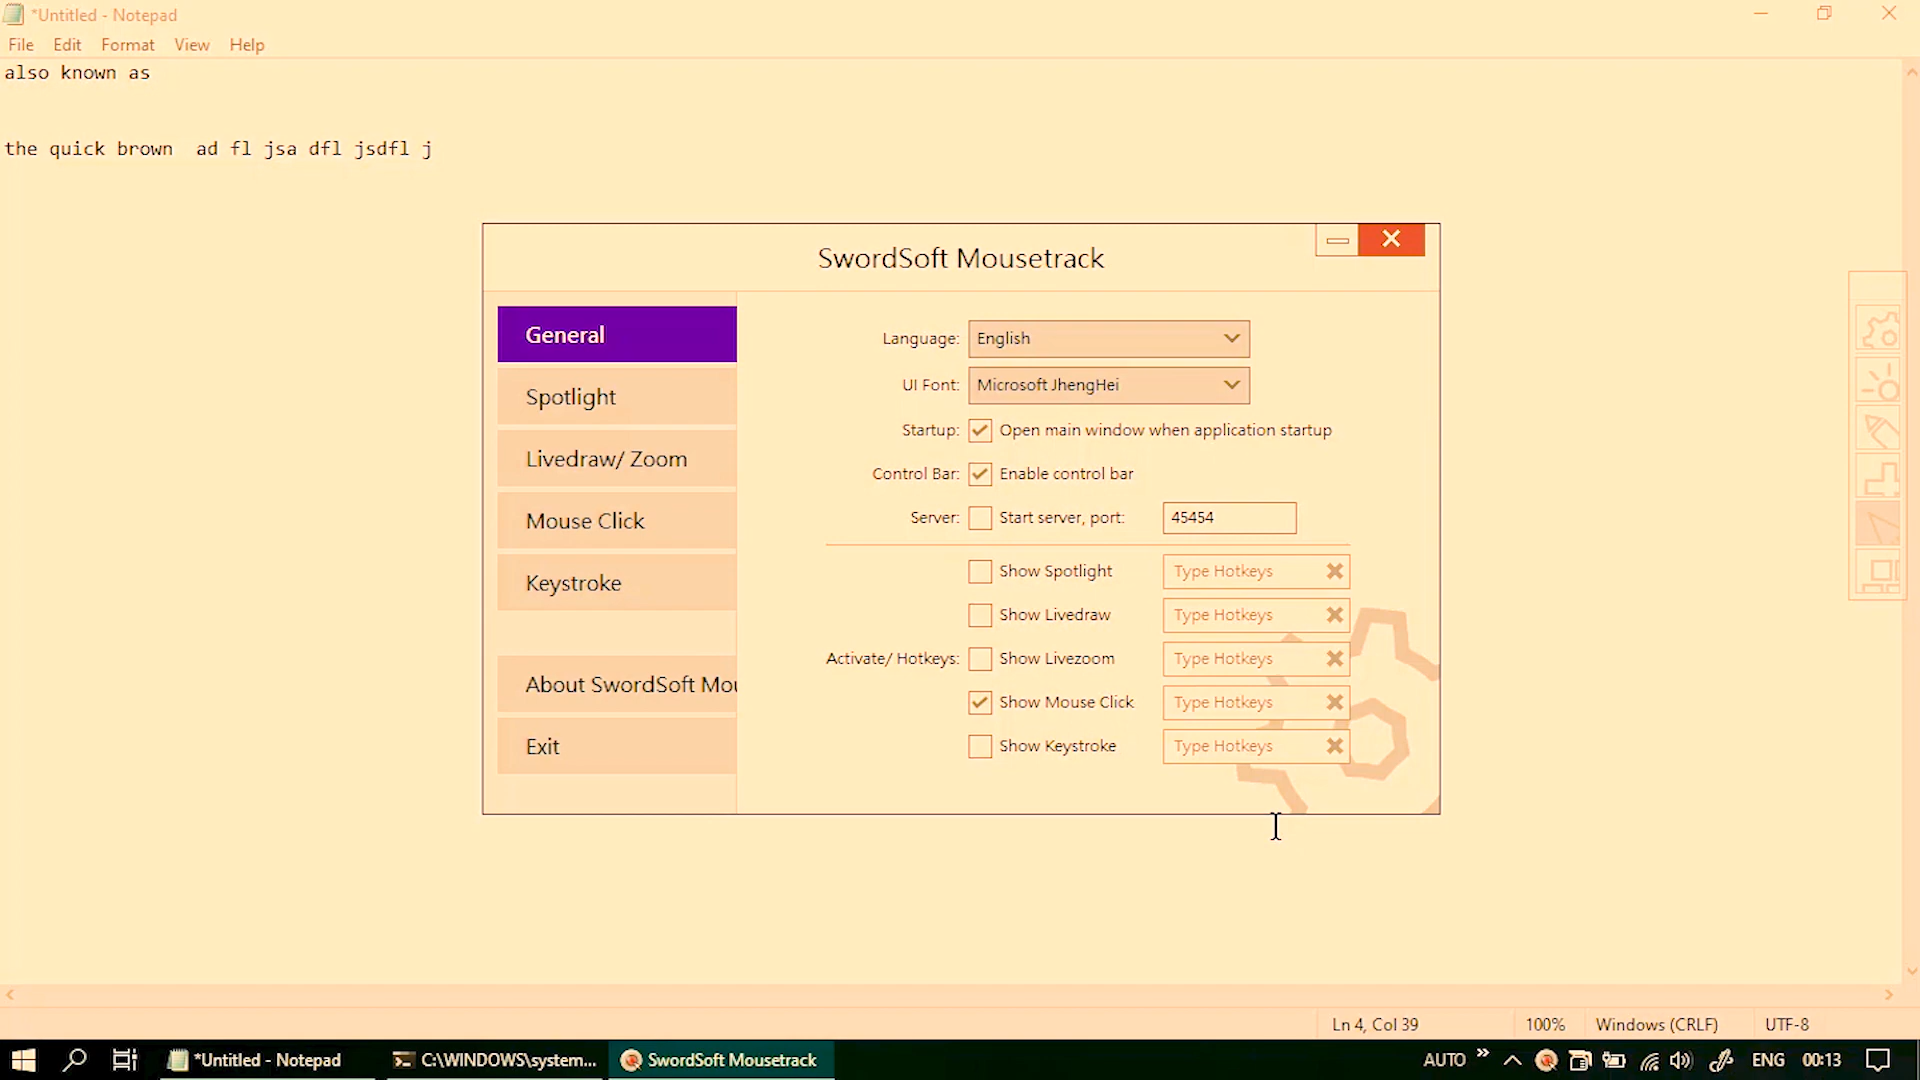 *Untitled - Notepad
File Edit Format View Help
also known as
the quick brown  ad fl jsa dfl jsdfl j
SwordSoft Mousetrack
General
Spotlight
Livedraw/ Zoom
Mouse Click
Keystroke
About SwordSoft Mou
Exit
Language: English
UI Font: Microsoft JhengHei
Startup: Open main window when application startup
Control Bar: Enable control bar
Server: Start server, port: 45454
Show Spotlight Type Hotkeys
Show Livedraw Type Hotkeys
Activate/ Hotkeys: Show Livezoom Type Hotkeys
Show Mouse Click Type Hotkeys
Show Keystroke Type Hotkeys
Ln 4, Col 39 100% Windows (CRLF) UTF-8
*Untitled - Notepad C:\WINDOWS\system... SwordSoft Mousetrack AUTO ENG 00:13